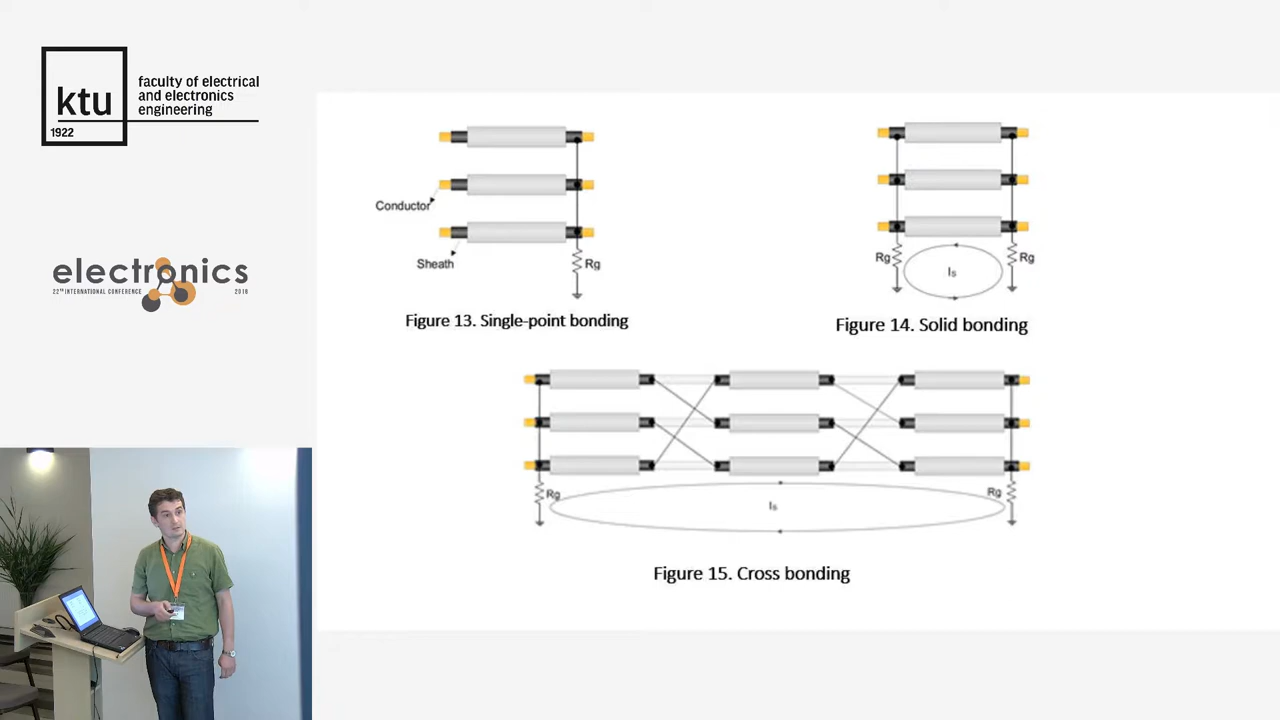 ktu
1922
faculty of electrical
and electronics
engineering
electronics
22TH INTERNATIONAL CONFERENCE 2018
Conductor
Sheath
Rg
Figure 13. Single-point bonding
Rg
Rg
Is
Figure 14. Solid bonding
Rg
Rg
Is
Figure 15. Cross bonding